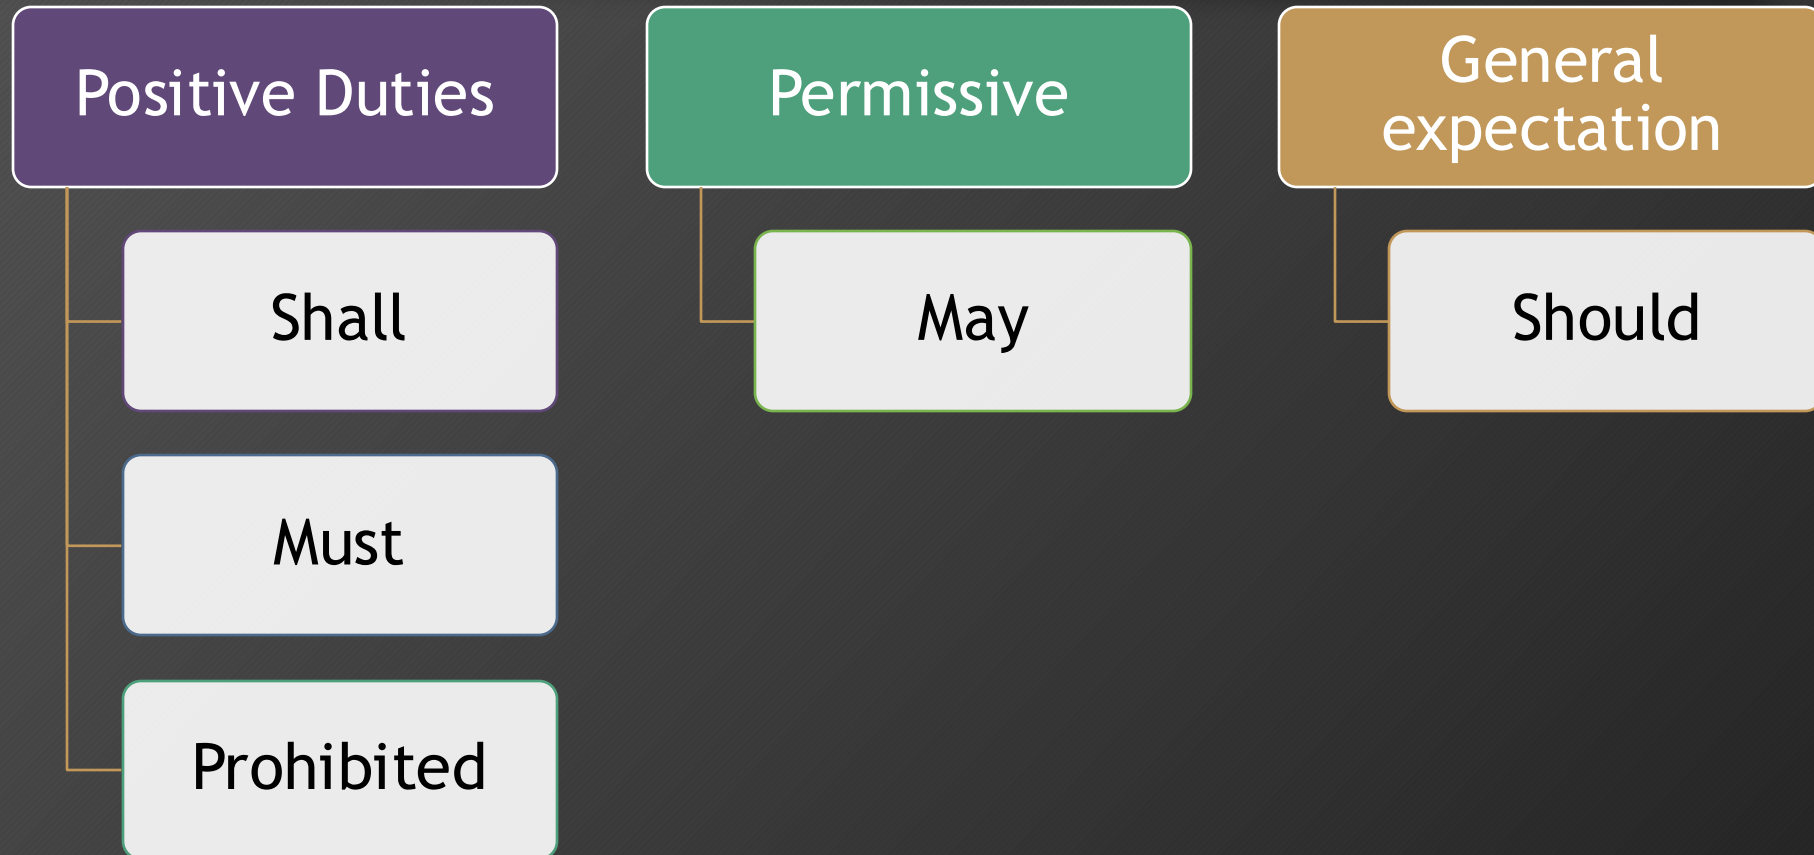 Positive Duties
Shall
Must
Prohibited
Permissive
May
General
expectation
Should